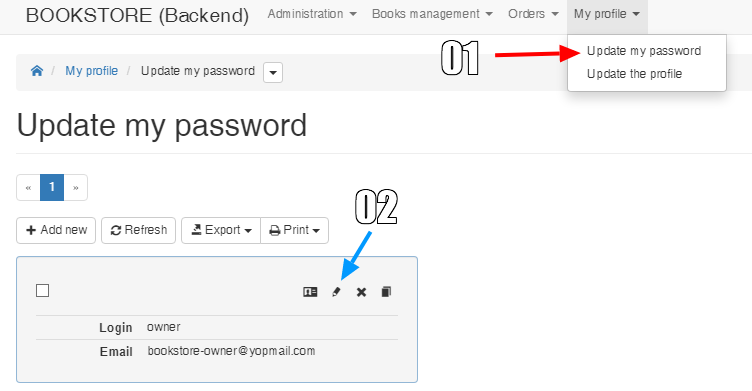 BOOKSTORE (Backend) Administration Books management Orders My profile
01 Update my password
Update the profile
/ My profile / Update my password
Update my password
« 1 »
02
Add new Refresh Export Print
Login owner
Email bookstore-owner@yopmail.com